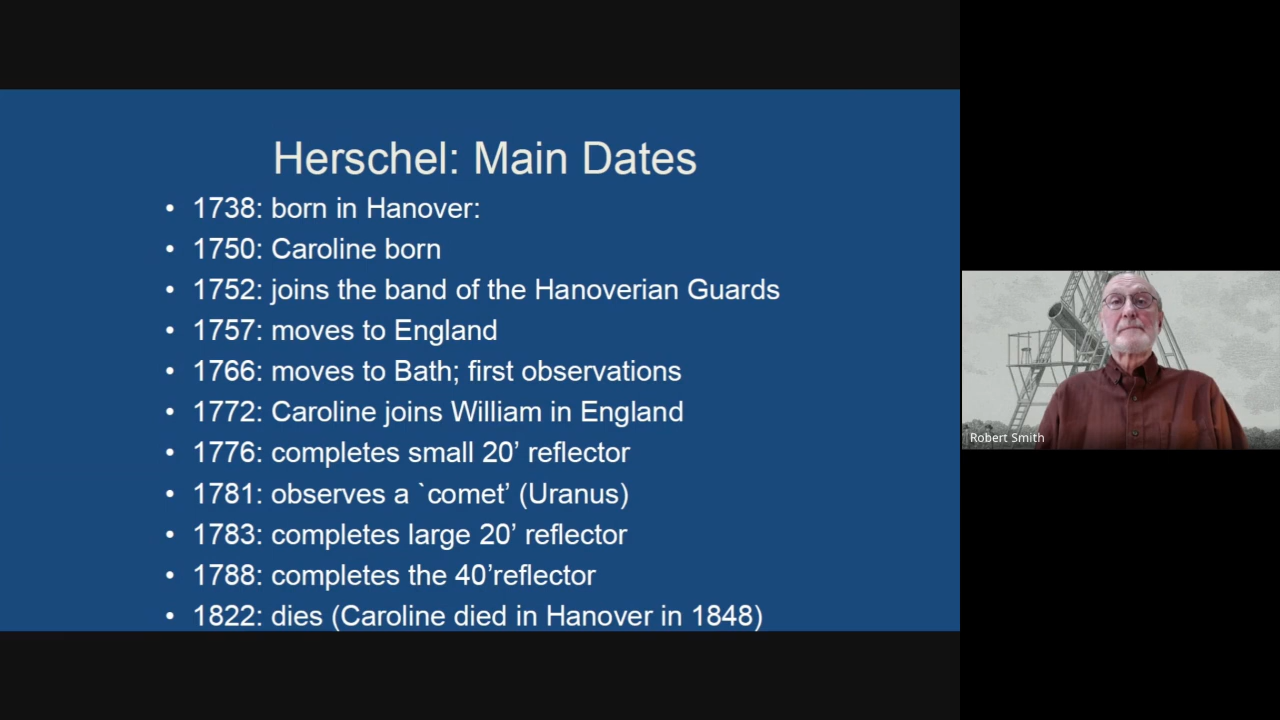 Herschel: Main Dates
• 1738: born in Hanover:
• 1750: Caroline born
• 1752: joins the band of the Hanoverian Guards
• 1757: moves to England
• 1766: moves to Bath; first observations
• 1772: Caroline joins William in England
• 1776: completes small 20’ reflector
• 1781: observes a `comet’ (Uranus)
• 1783: completes large 20’ reflector
• 1788: completes the 40’reflector
• 1822: dies (Caroline died in Hanover in 1848)
Robert Smith